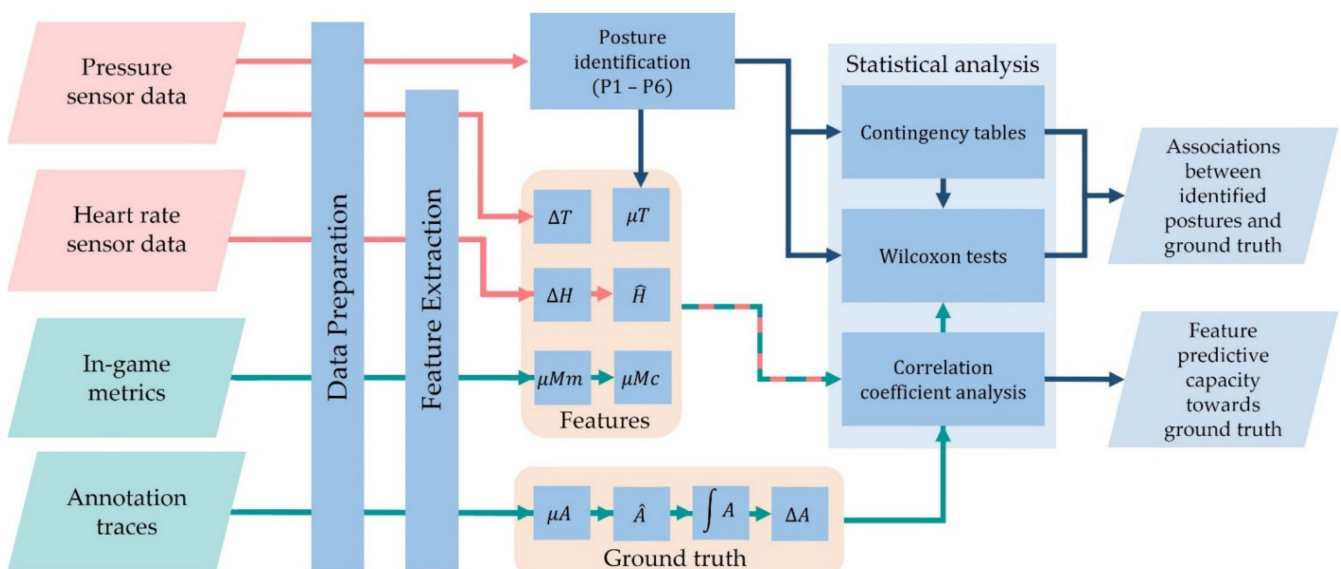 Pressure
sensor data
Heart rate
sensor data
In-game
metrics
Annotation
traces
Data Preparation
Feature Extraction
Posture
identification
(P1 – P6)
ΔT
μT
ΔH
Ĥ
μMm
μMc
Features
μA
Â
∫ A
ΔA
Ground truth
Statistical analysis
Contingency tables
Wilcoxon tests
Correlation
coefficient analysis
Associations
between
identified
postures and
ground truth
Feature
predictive
capacity
towards
ground truth